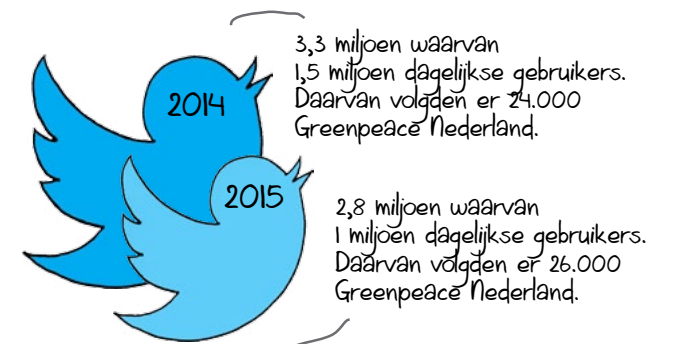 2014
3,3 miljoen waarvan
1,5 miljoen dagelijkse gebruikers.
Daarvan volgden er 24.000
Greenpeace Nederland.
2015
2,8 miljoen waarvan
1 miljoen dagelijkse gebruikers.
Daarvan volgden er 26.000
Greenpeace Nederland.